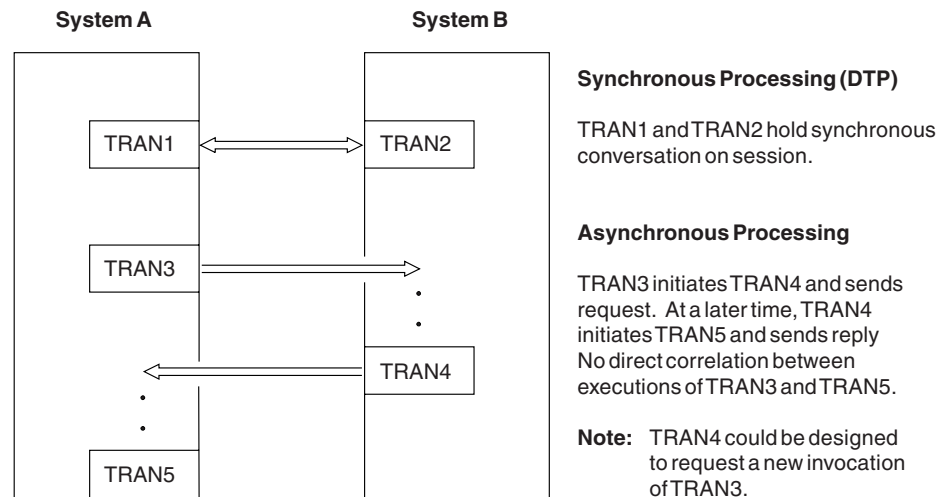 System A
System B
TRAN1
TRAN2
TRAN3
TRAN4
TRAN5
Synchronous Processing (DTP)
TRAN1 and TRAN2 hold synchronous
conversation on session.
Asynchronous Processing
TRAN3 initiates TRAN4 and sends
request. At a later time, TRAN4
initiates TRAN5 and sends reply
No direct correlation between
executions of TRAN3 and TRAN5.
Note: TRAN4 could be designed
to request a new invocation
of TRAN3.